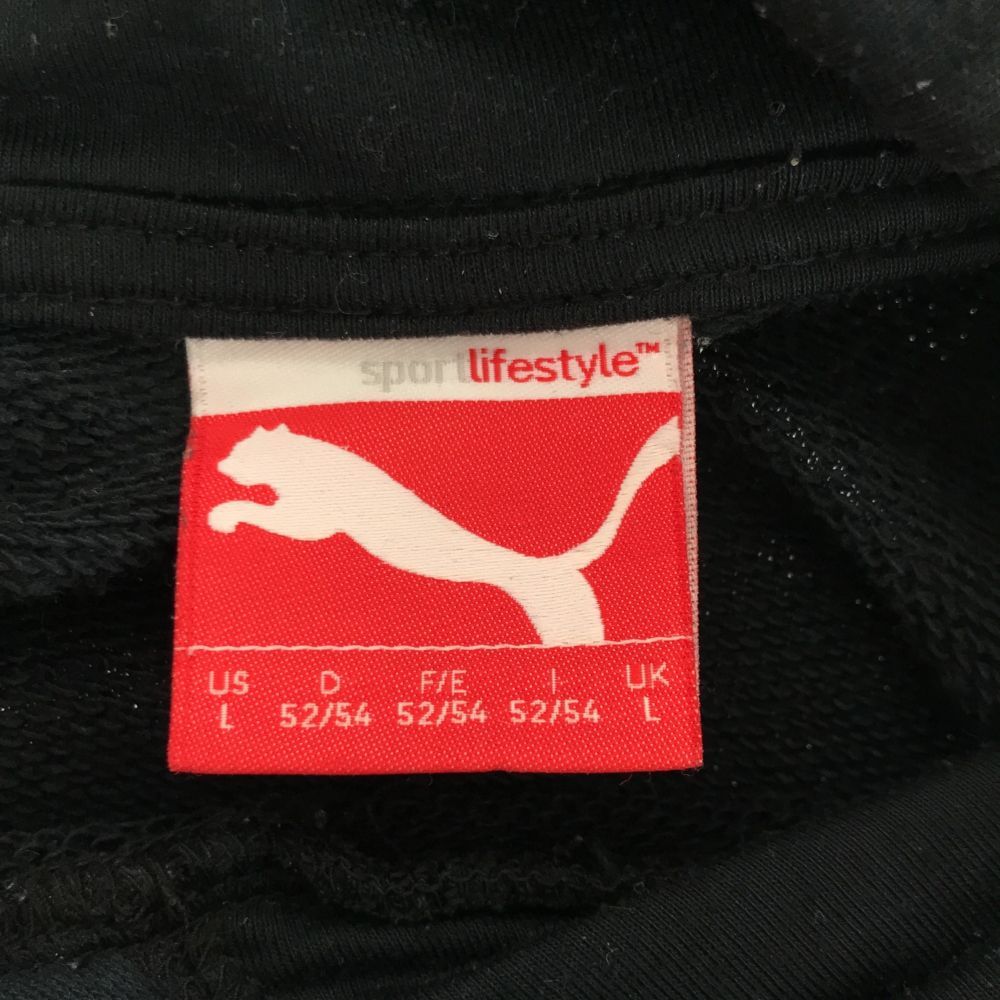 sportlifestyle™
US D F/E I UK
L 52/54 52/54 52/54 L